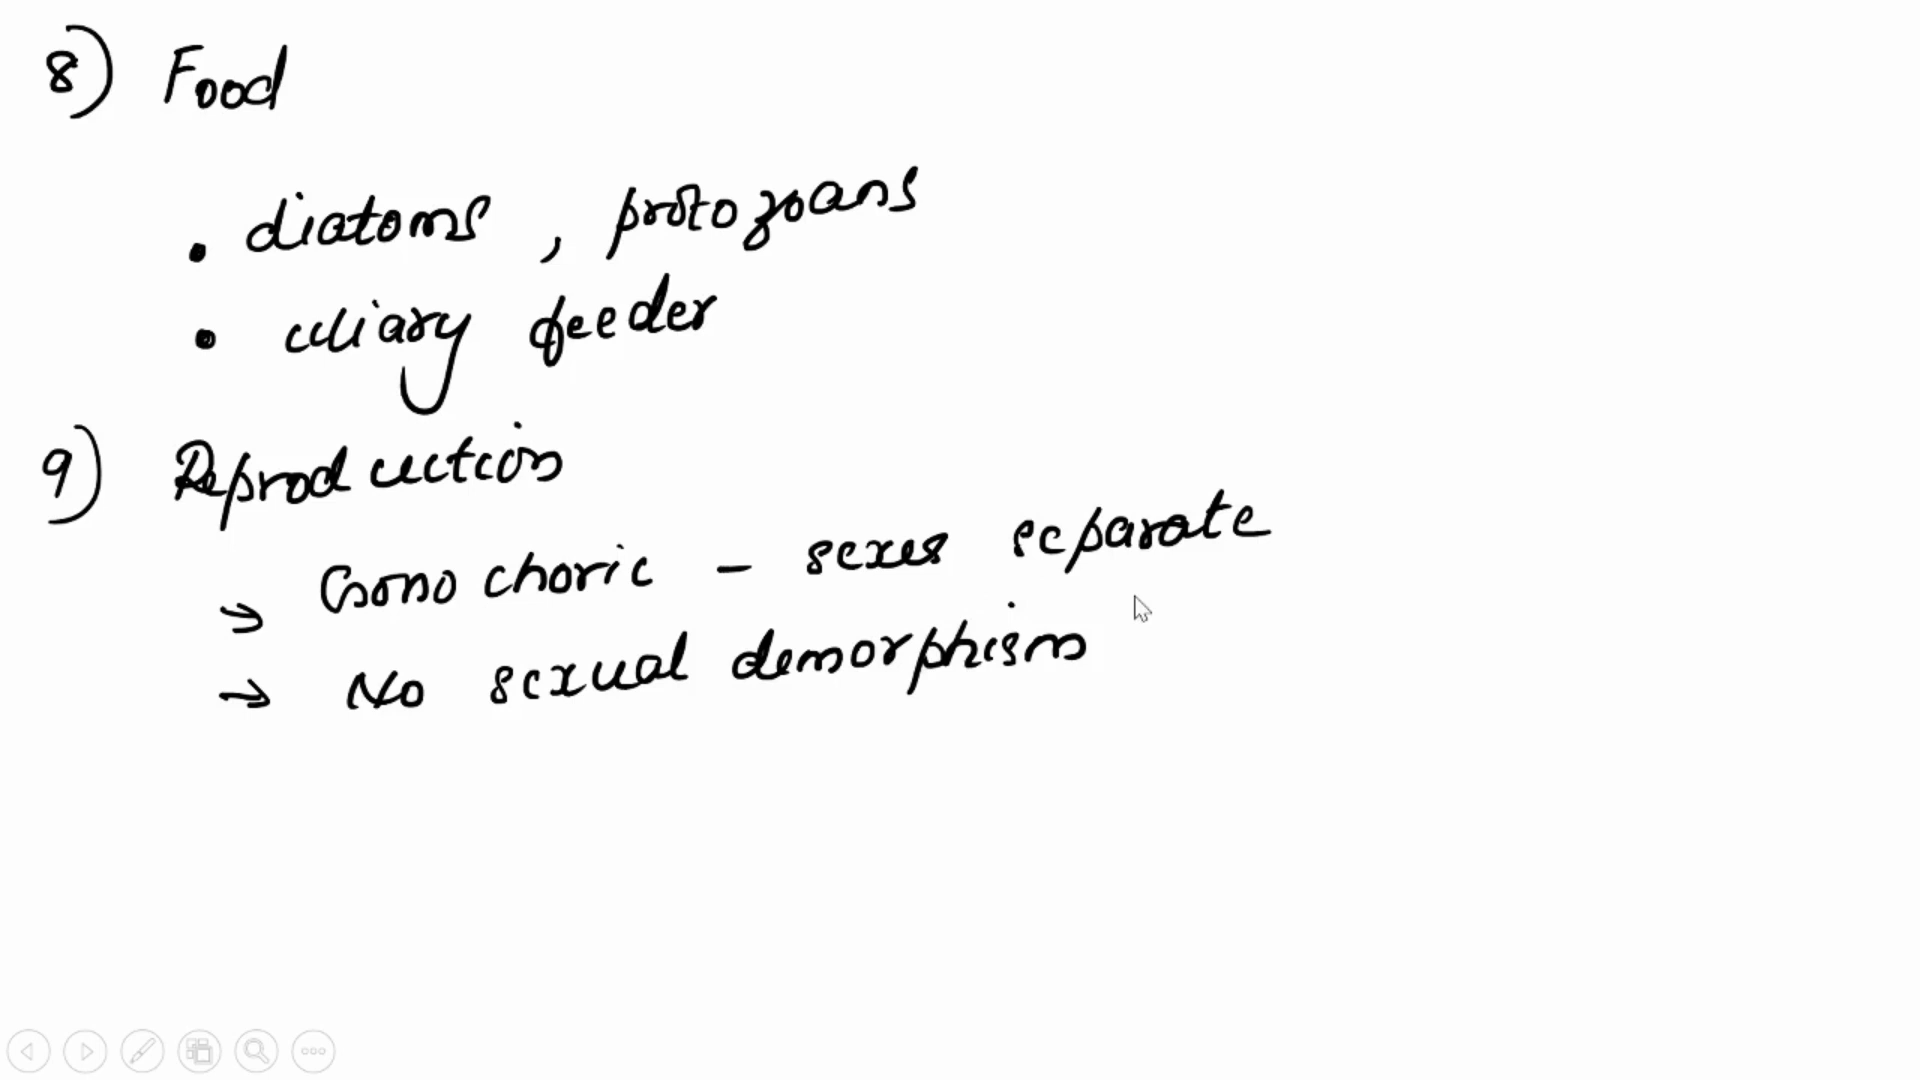 8) Food
• diatoms , protozoans
• ciliary feeder
9) Reproduction
→ Gonochoric - sexes separate
→ No sexual dimorphism